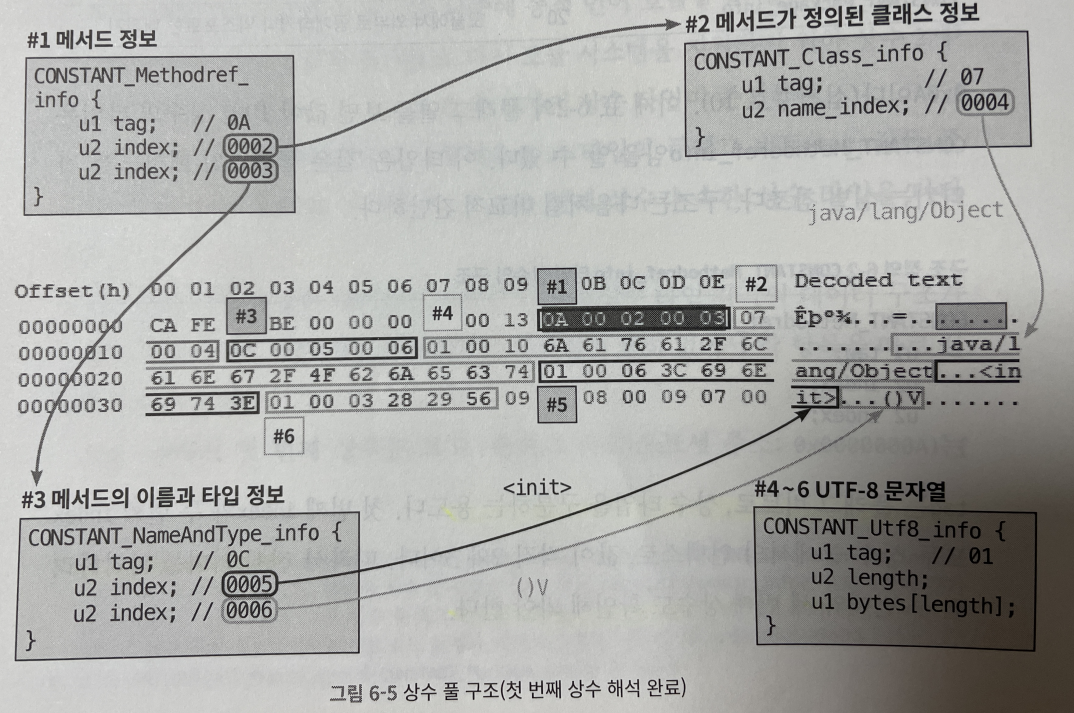 #1 메서드 정보
CONSTANT_Methodref_
info {
u1 tag; // 0A
u2 index; // 0002
u2 index; // 0003
}
#2 메서드가 정의된 클래스 정보
CONSTANT_Class_info {
u1 tag; // 07
u2 name_index; // 0004
}
java/lang/Object
Offset(h) 00 01 02 03 04 05 06 07 08 09 #1 0B 0C 0D 0E #2 Decoded text
00000000 CA FE #3 BE 00 00 00 #4 00 13 0A 00 02 00 03 07 Êþº¾...=........
00000010 00 04 0C 00 05 00 06 01 00 10 6A 61 76 61 2F 6C ..........java/l
00000020 61 6E 67 2F 4F 62 6A 65 63 74 01 00 06 3C 69 6E ang/Object...<in
00000030 69 74 3E 01 00 03 28 29 56 09 #5 08 00 09 07 00 it>...()V.......
#6
<init>
()V
#3 메서드의 이름과 타입 정보
CONSTANT_NameAndType_info {
u1 tag; // 0C
u2 index; // 0005
u2 index; // 0006
}
#4~6 UTF-8 문자열
CONSTANT_Utf8_info {
u1 tag; // 01
u2 length;
u1 bytes[length];
}
그림 6-5 상수 풀 구조(첫 번째 상수 해석 완료)